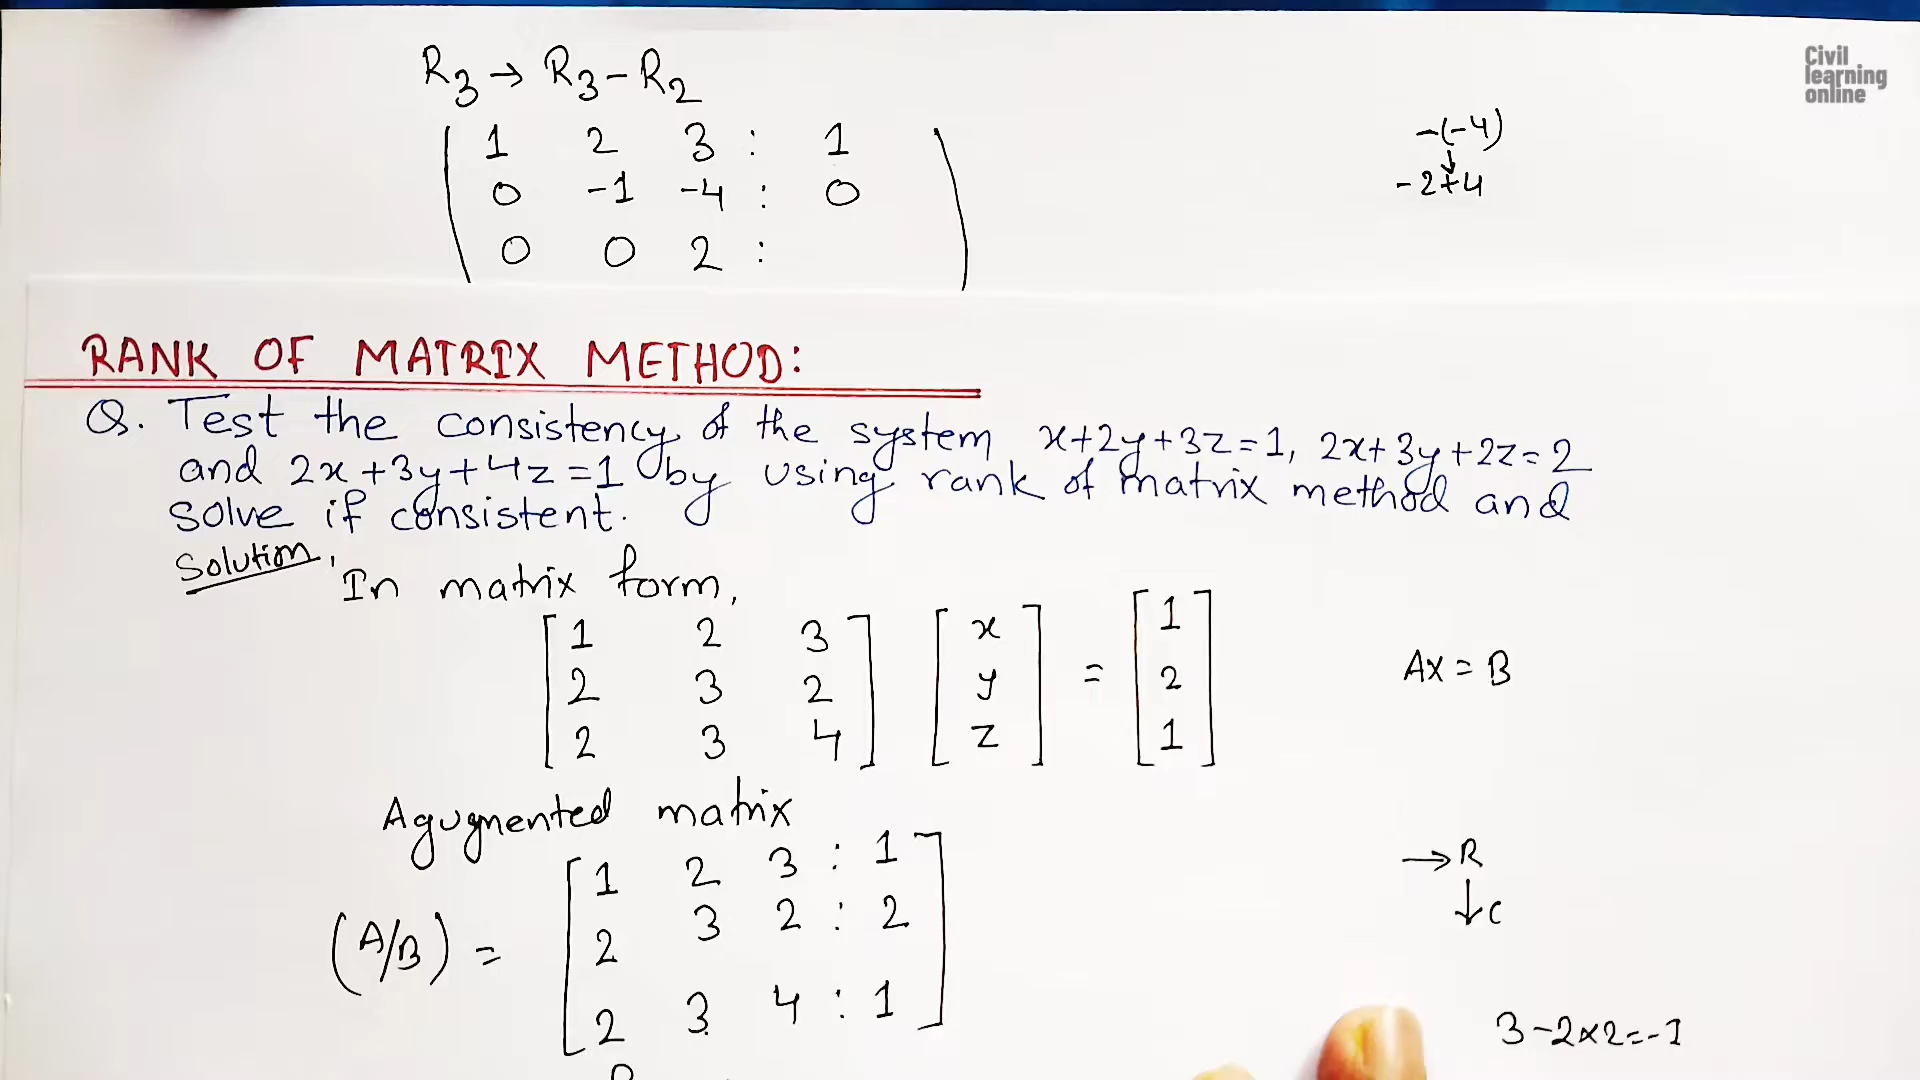 Civil
learning
online
R3 → R3 - R2
1 2 3 : 1
0 -1 -4 : 0
0 0 2 :
-(-4)
↓
-2+4
RANK OF MATRIX METHOD:
Q. Test the consistency of the system x+2y+3z=1, 2x+3y+2z=2
and 2x+3y+4z=1 by using rank of matrix method and
solve if consistent.
Solution,
In matrix form,
[1 2 3] [x] = [1]
[2 3 2] [y] [2]
[2 3 4] [z] [1]
AX = B
Agugmented matrix
(A/B) =
1 2 3 : 1
2 3 2 : 2
2 3 4 : 1
→ R
↓ C
3-2×2=-1